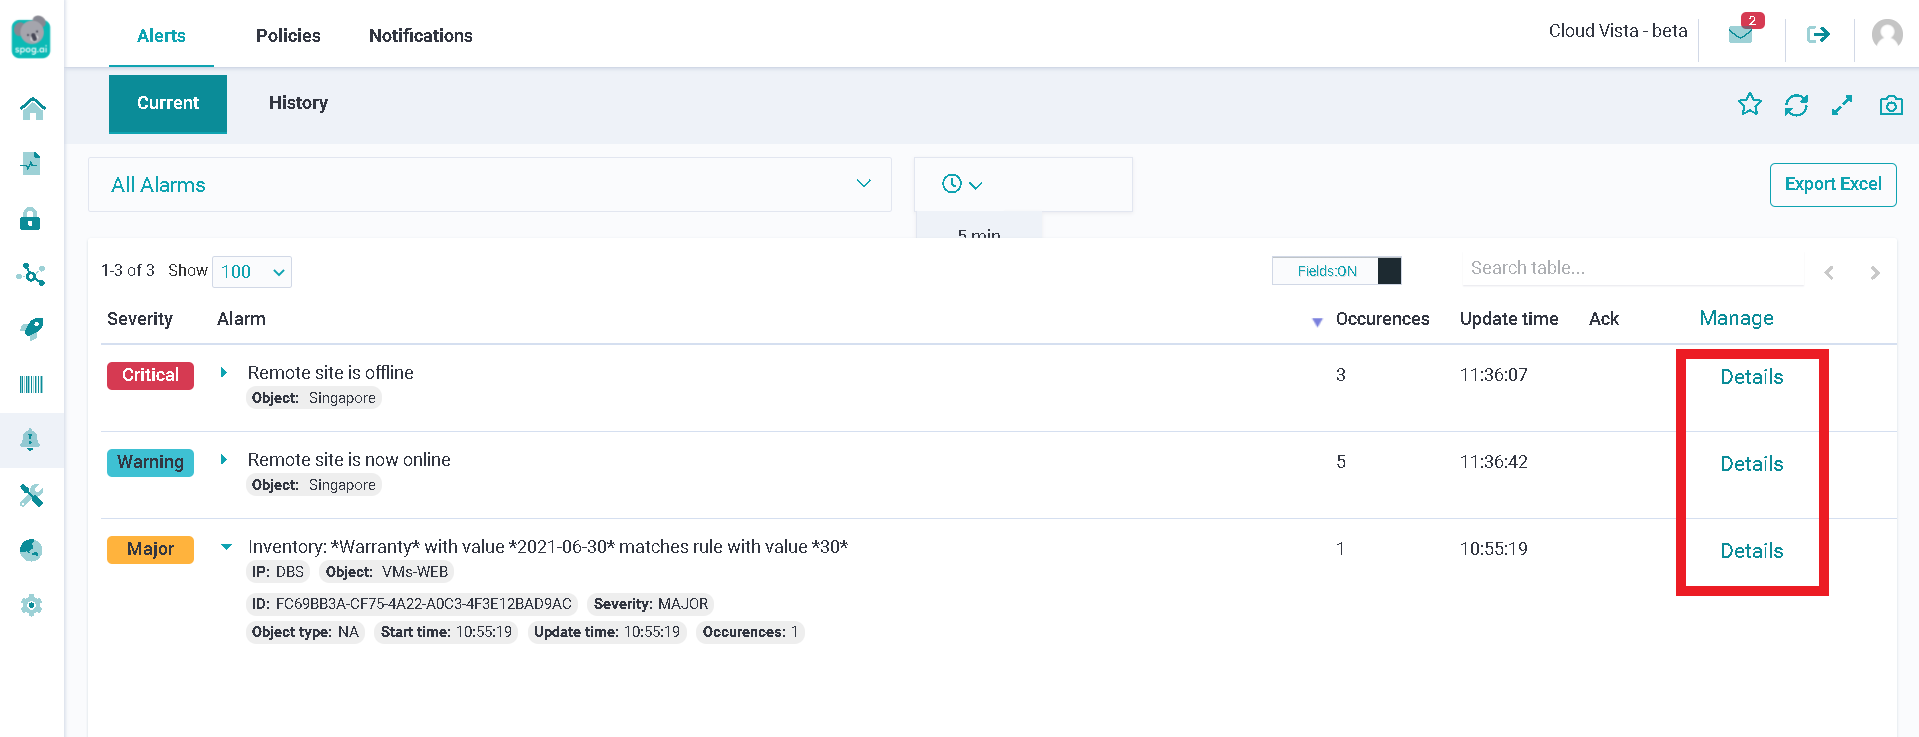 spog.ai
Alerts Policies Notifications
Cloud Vista - beta 2
Current History
All Alarms
Export Excel
5 min
1-3 of 3 Show 100
Fields:ON Search table...
Severity Alarm Occurences Update time Ack Manage
Critical Remote site is offline 3 11:36:07 Details
Object: Singapore
Warning Remote site is now online 5 11:36:42 Details
Object: Singapore
Major Inventory: *Warranty* with value *2021-06-30* matches rule with value *30* 1 10:55:19 Details
IP: DBS Object: VMs-WEB
ID: FC69BB3A-CF75-4A22-A0C3-4F3E12BAD9AC Severity: MAJOR
Object type: NA Start time: 10:55:19 Update time: 10:55:19 Occurences: 1